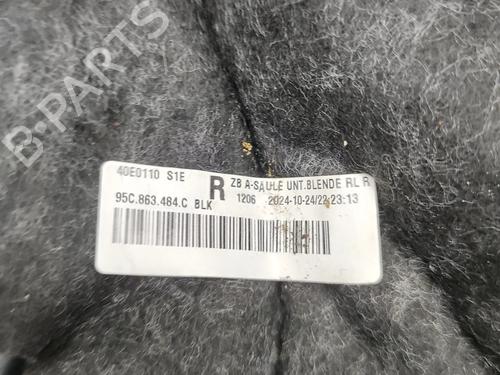 B-PARTS
40E0110 S1E R ZB A-SAULE UNT.BLENDE RL R
95C.863.484.C BLK 1206 2024-10-24/22:23:13